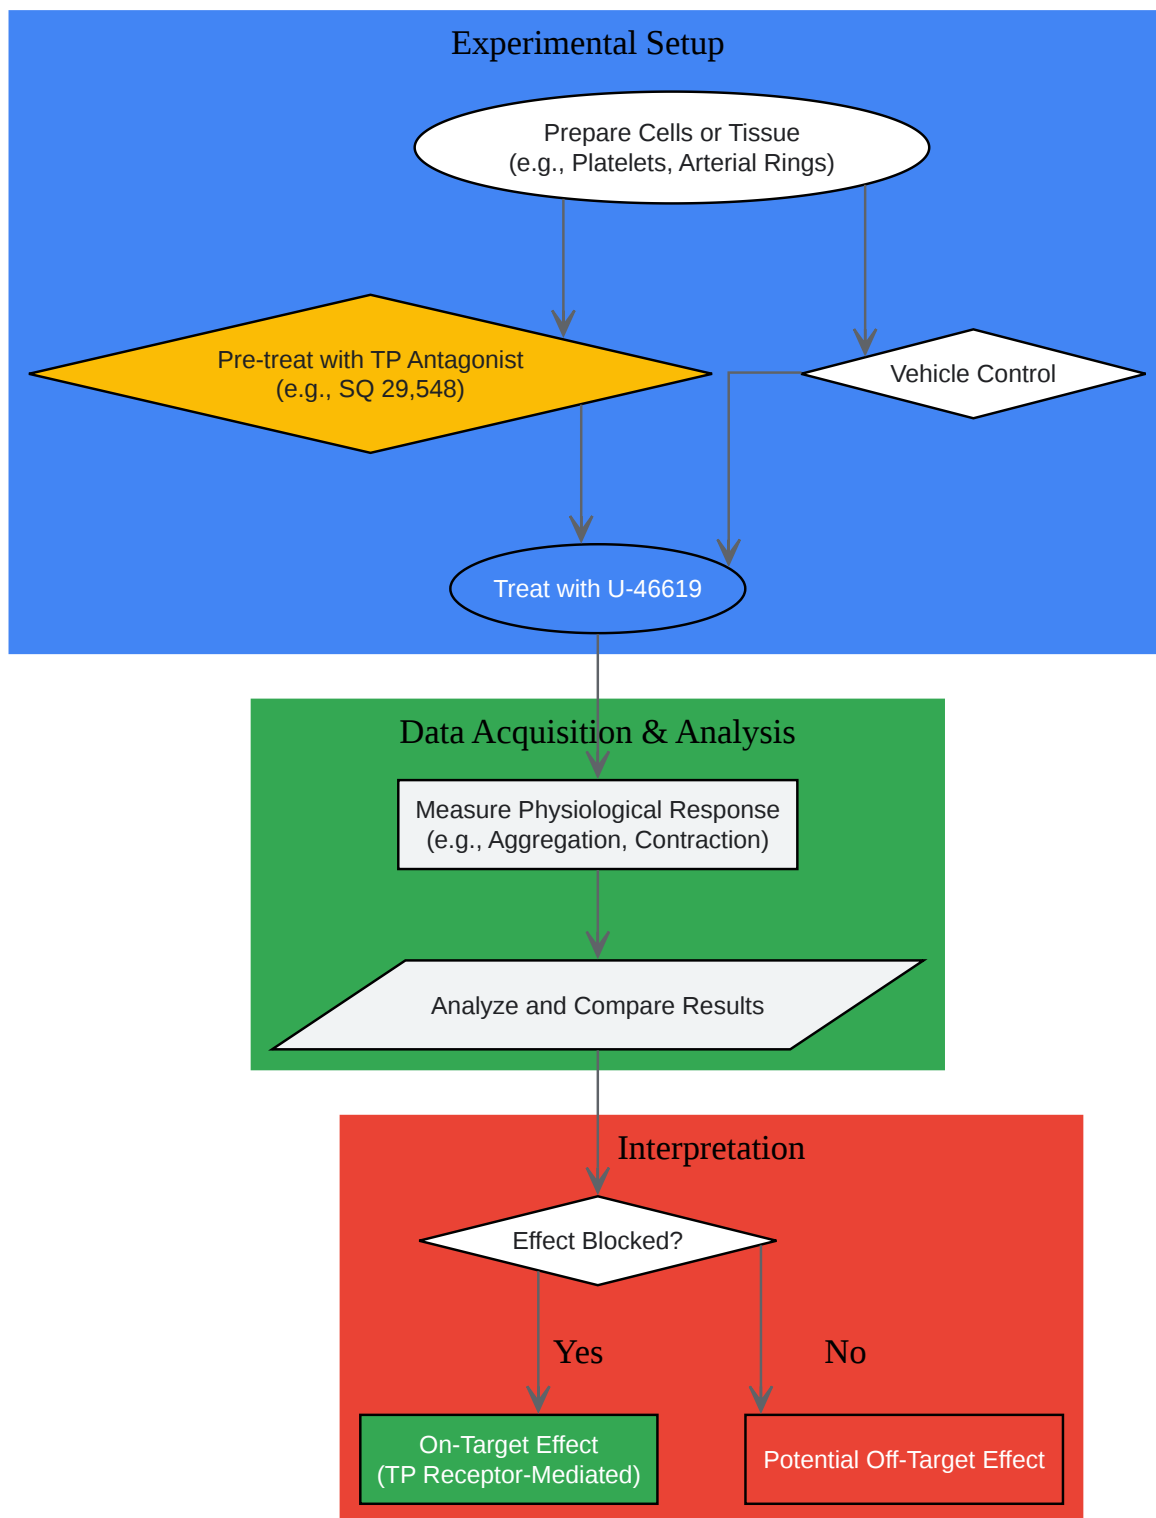 Experimental Setup
Prepare Cells or Tissue
(e.g., Platelets, Arterial Rings)
Pre-treat with TP Antagonist
(e.g., SQ 29,548)
Vehicle Control
Treat with U-46619
Data Acquisition & Analysis
Measure Physiological Response
(e.g., Aggregation, Contraction)
Analyze and Compare Results
Interpretation
Effect Blocked?
Yes
No
On-Target Effect
(TP Receptor-Mediated)
Potential Off-Target Effect